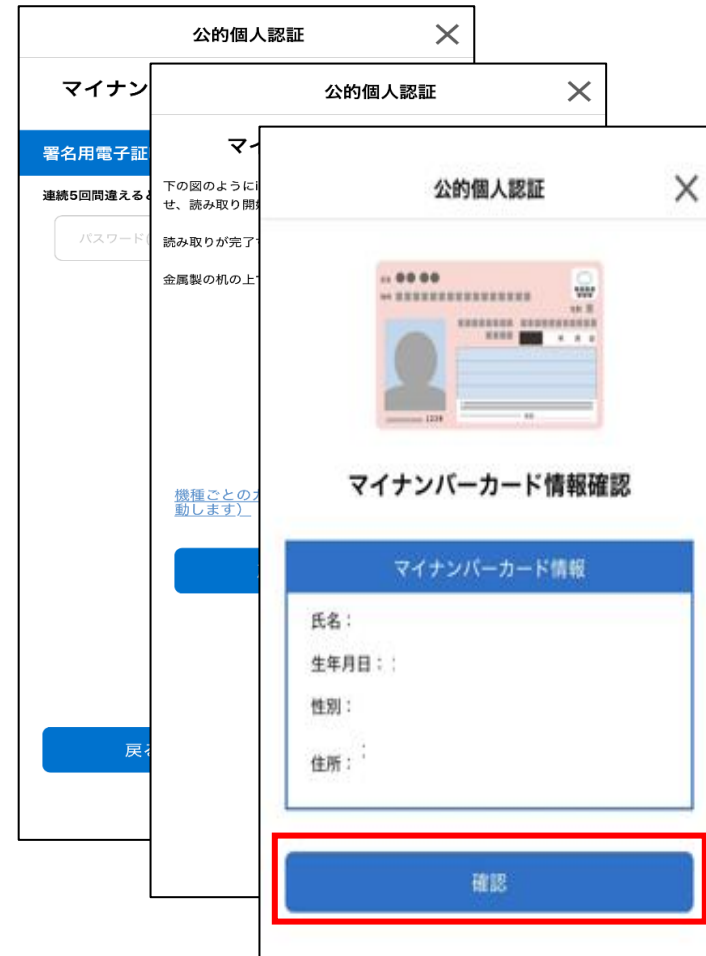 公的個人認証
マイナン
署名用電子証
連続5回間違えると
パスワード(
戻る
公的個人認証
マイ
下の図のように
せ、読み取り開始
読み取りが完了す
金属製の机の上で
機種ごとのカ
動します）
公的個人認証
1234
マイナンバーカード情報確認
マイナンバーカード情報
氏名：
生年月日：
性別：
住所：
確認